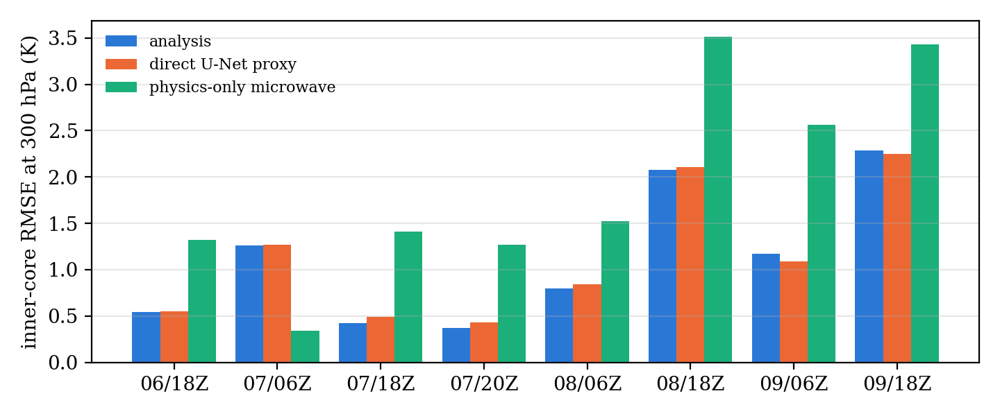 inner-core RMSE at 300 hPa (K)
3.5
3.0
2.5
2.0
1.5
1.0
0.5
0.0
analysis
direct U-Net proxy
physics-only microwave
06/18Z 07/06Z 07/18Z 07/20Z 08/06Z 08/18Z 09/06Z 09/18Z